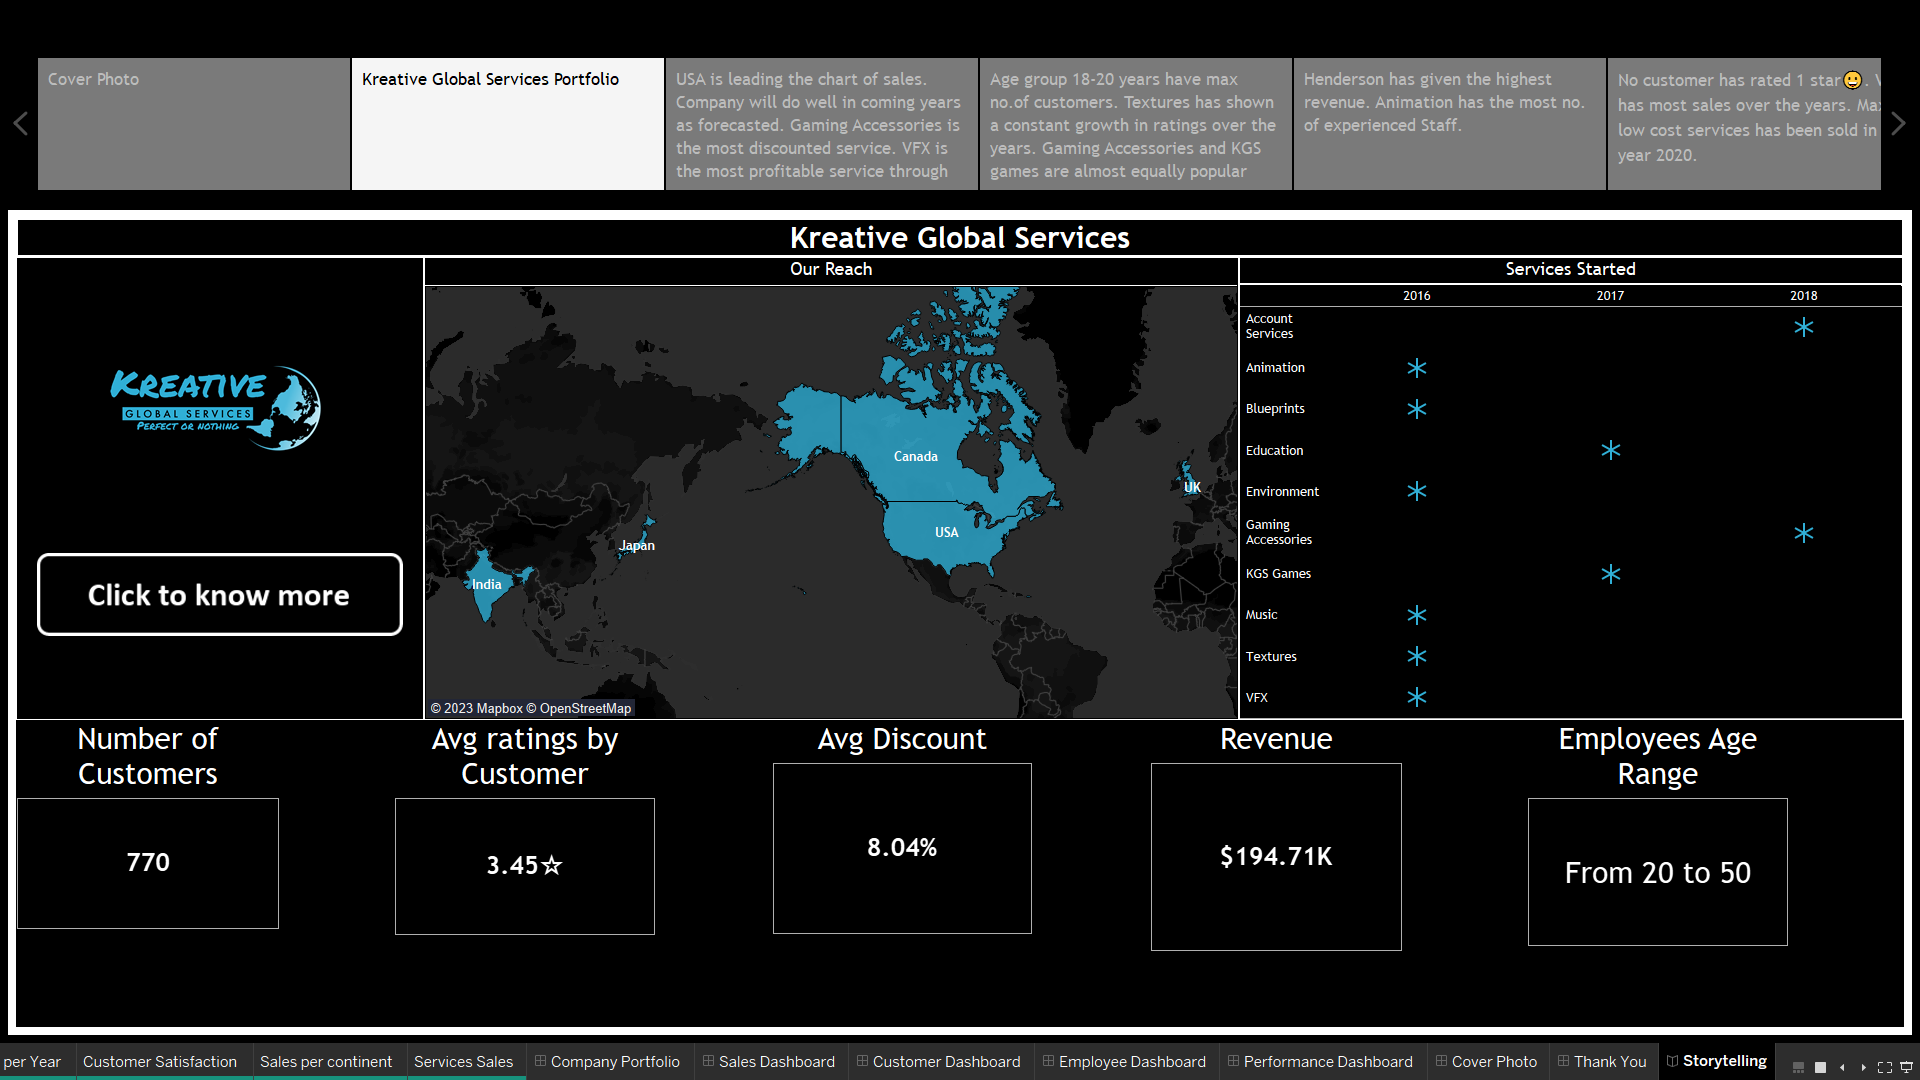 Cover Photo
Kreative Global Services Portfolio
USA is leading the chart of sales.
Company will do well in coming years
as forecasted. Gaming Accessories is
the most discounted service. VFX is
the most profitable service through
Age group 18-20 years have max
no.of customers. Textures has shown
a constant growth in ratings over the
years. Gaming Accessories and KGS
games are almost equally popular
Henderson has given the highest
revenue. Animation has the most no.
of experienced Staff.
No customer has rated 1 star😀.
has most sales over the years.
low cost services has been sold in
year 2020.
Kreative Global Services
KREATIVE
GLOBAL SERVICES
PERFECT OR NOTHING
Click to know more
Our Reach
Canada
UK
USA
Japan
India
© 2023 Mapbox © OpenStreetMap
Services Started
2016 2017 2018
Account
Services
Animation
Blueprints
Education
Environment
Gaming
Accessories
KGS Games
Music
Textures
VFX
Number of
Customers
770
Avg ratings by
Customer
3.45☆
Avg Discount
8.04%
Revenue
$194.71K
Employees Age
Range
From 20 to 50
per Year Customer Satisfaction Sales per continent Services Sales Company Portfolio Sales Dashboard Customer Dashboard Employee Dashboard Performance Dashboard Cover Photo Thank You Storytelling